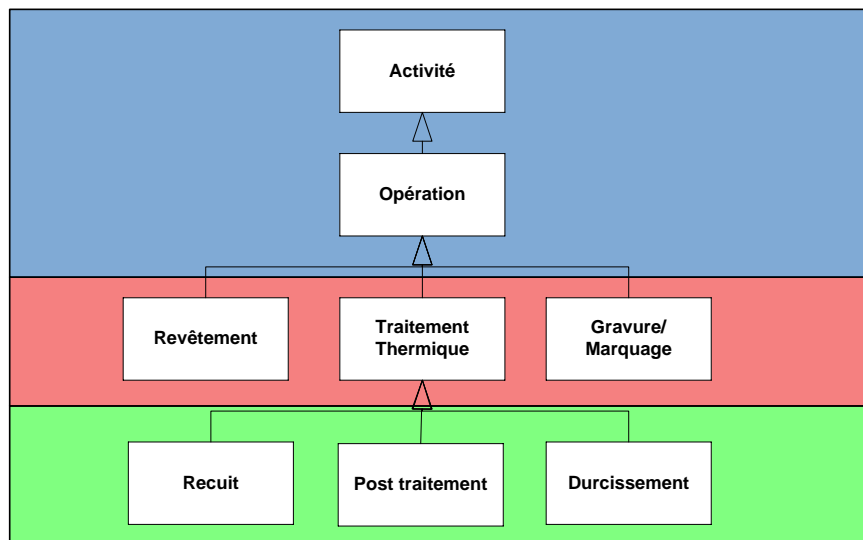 Activité
Opération
Revêtement
Traitement
Thermique
Gravure/
Marquage
Recuit
Post traitement
Durcissement